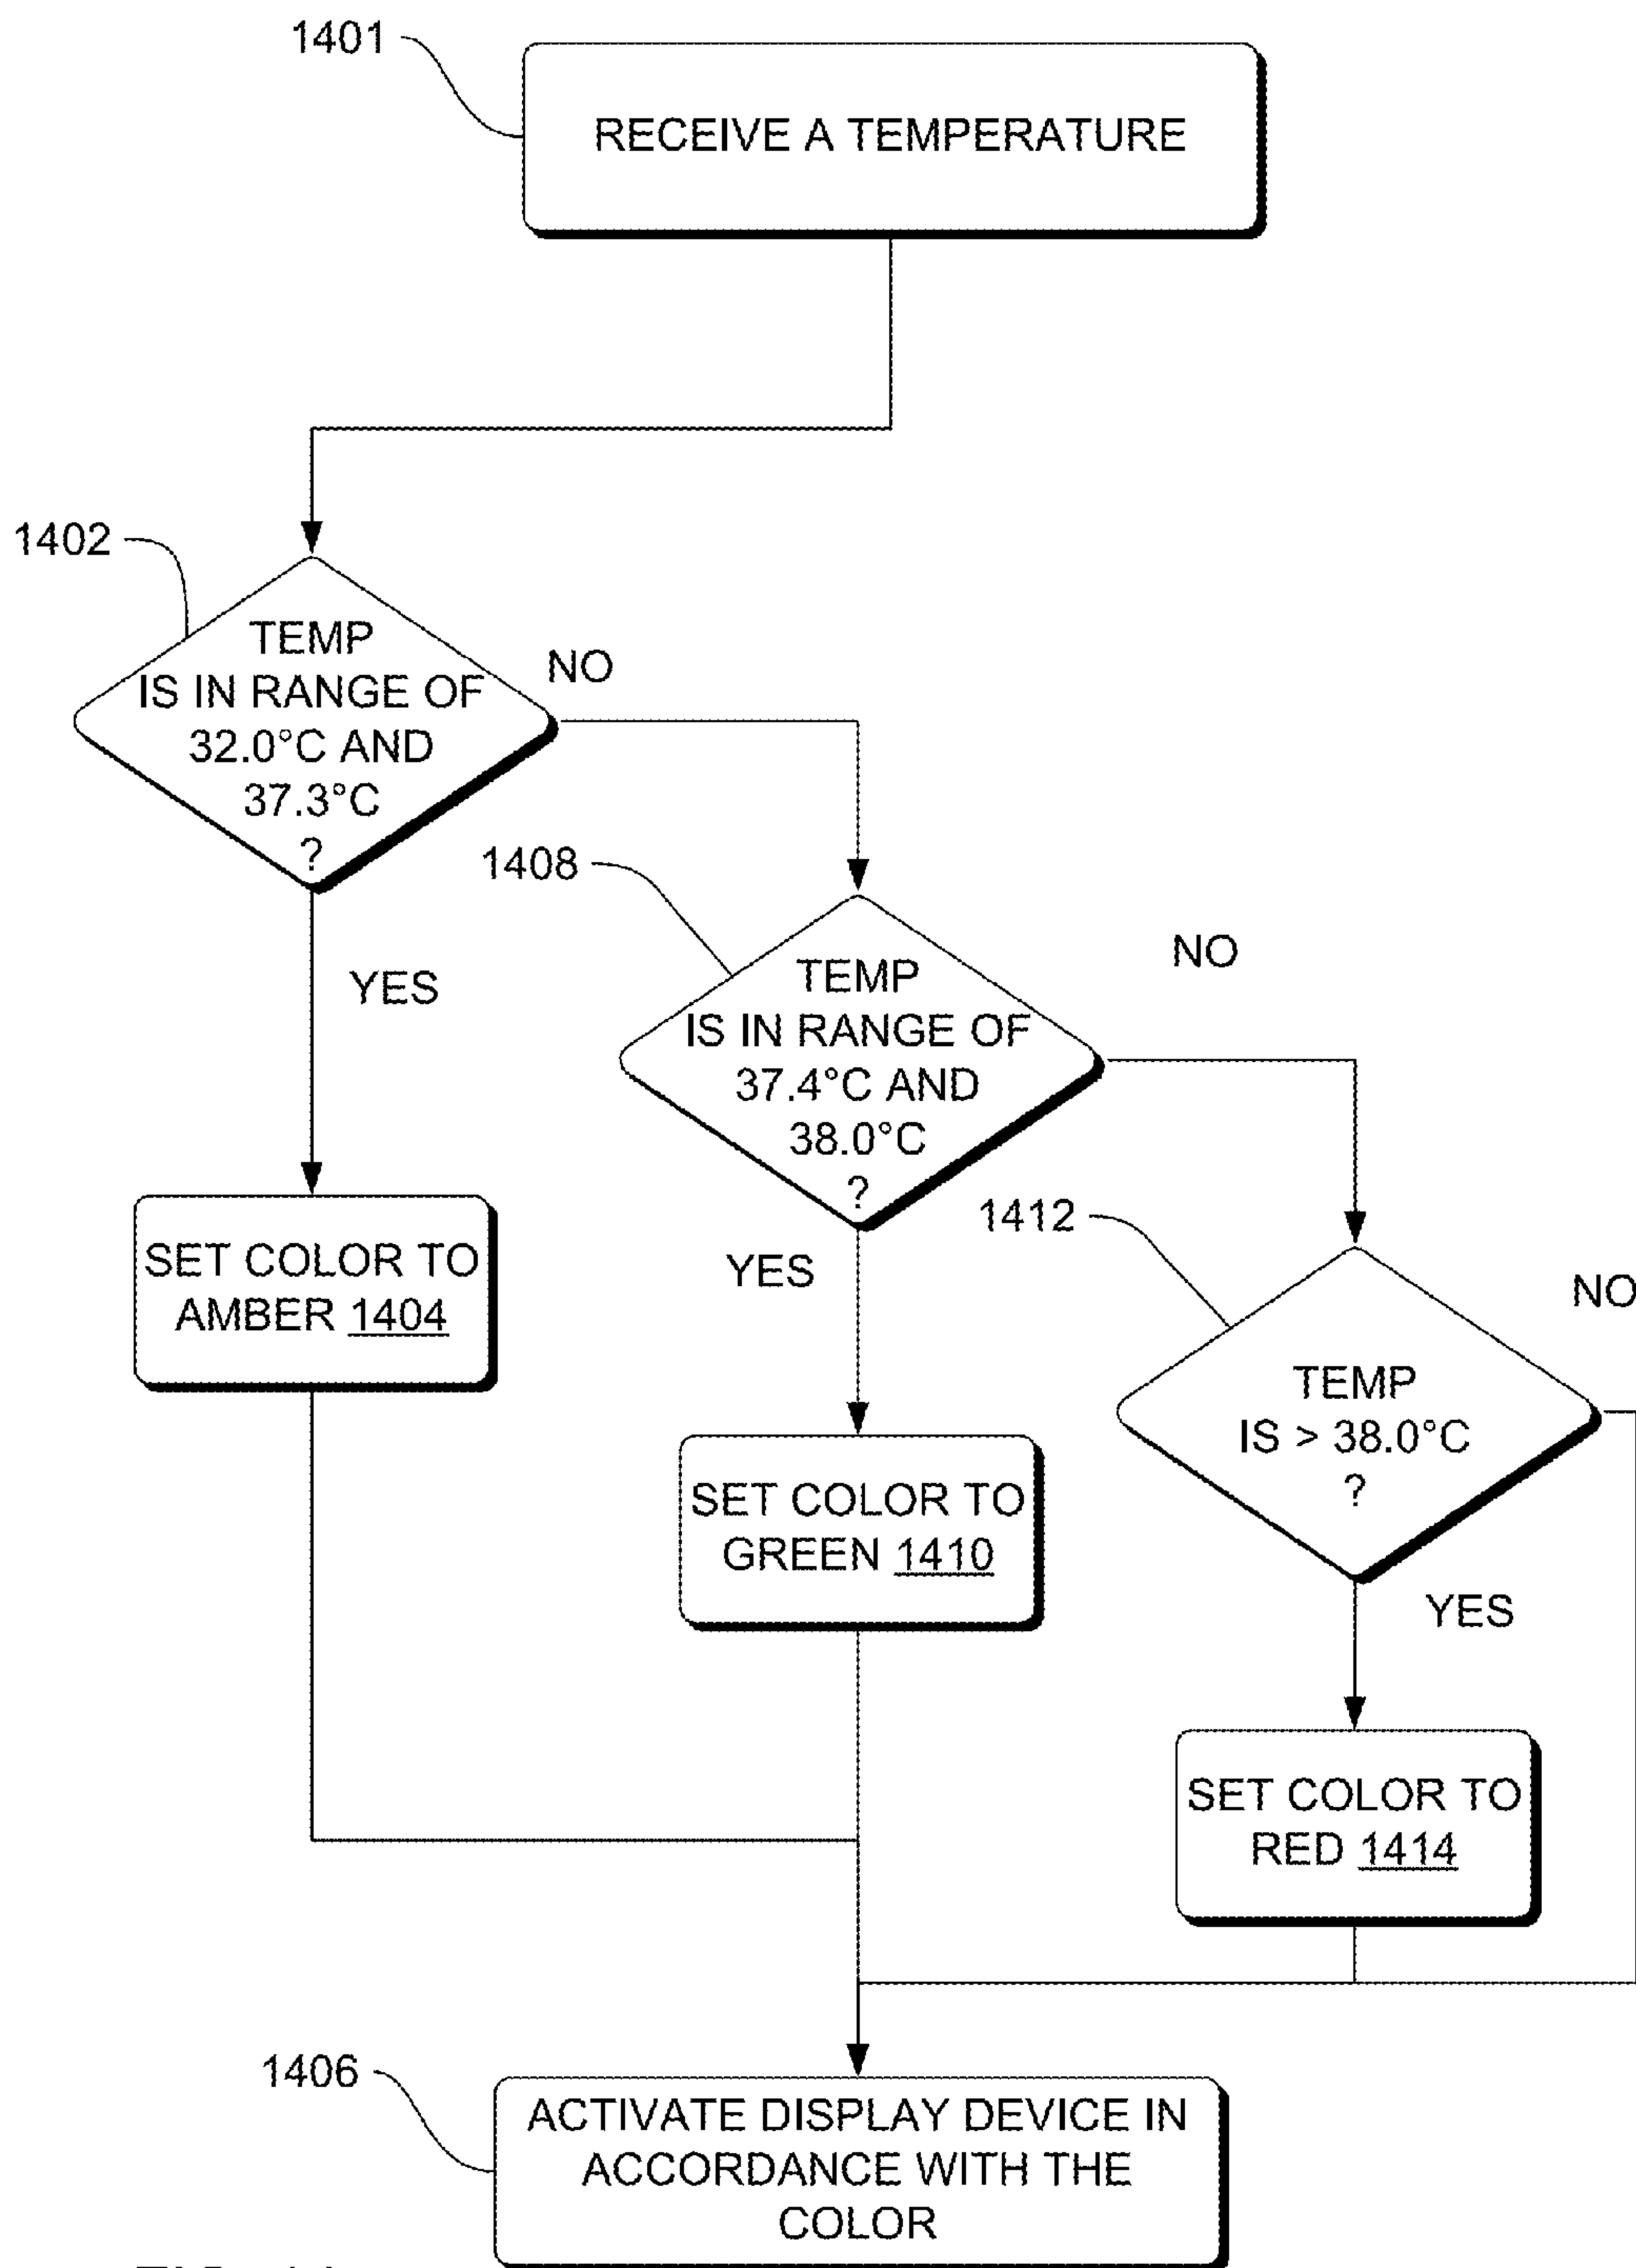 1401
RECEIVE A TEMPERATURE
1402
TEMP
IS IN RANGE OF
32.0°C AND
37.3°C
?
NO
YES
1408
TEMP
IS IN RANGE OF
37.4°C AND
38.0°C
?
NO
YES
SET COLOR TO
AMBER 1404
1412
TEMP
IS > 38.0°C
?
NO
YES
SET COLOR TO
GREEN 1410
SET COLOR TO
RED 1414
1406
ACTIVATE DISPLAY DEVICE IN
ACCORDANCE WITH THE
COLOR